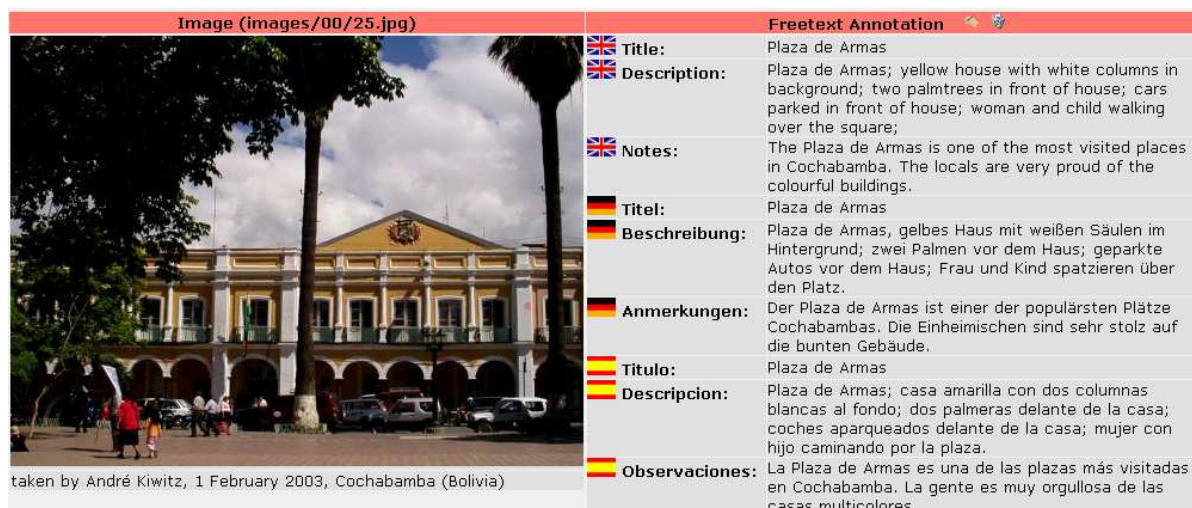 Image (images/00/25.jpg)
taken by André Kiwitz, 1 February 2003, Cochabamba (Bolivia)
Freetext Annotation
Title: Plaza de Armas
Description: Plaza de Armas; yellow house with white columns in
background; two palmtrees in front of house; cars
parked in front of house; woman and child walking
over the square;
Notes: The Plaza de Armas is one of the most visited places
in Cochabamba. The locals are very proud of the
colourful buildings.
Titel: Plaza de Armas
Beschreibung: Plaza de Armas, gelbes Haus mit weißen Säulen im
Hintergrund; zwei Palmen vor dem Haus; geparkte
Autos vor dem Haus; Frau und Kind spatzieren über
den Platz.
Anmerkungen: Der Plaza de Armas ist einer der populärsten Plätze
Cochabambas. Die Einheimischen sind sehr stolz auf
die bunten Gebäude.
Titulo: Plaza de Armas
Descripcion: Plaza de Armas; casa amarilla con dos columnas
blancas al fondo; dos palmeras delante de la casa;
coches aparqueados delante de la casa; mujer con
hijo caminando por la plaza.
Observaciones: La Plaza de Armas es una de las plazas más visitadas
en Cochabamba. La gente es muy orgullosa de las
casas multicolores